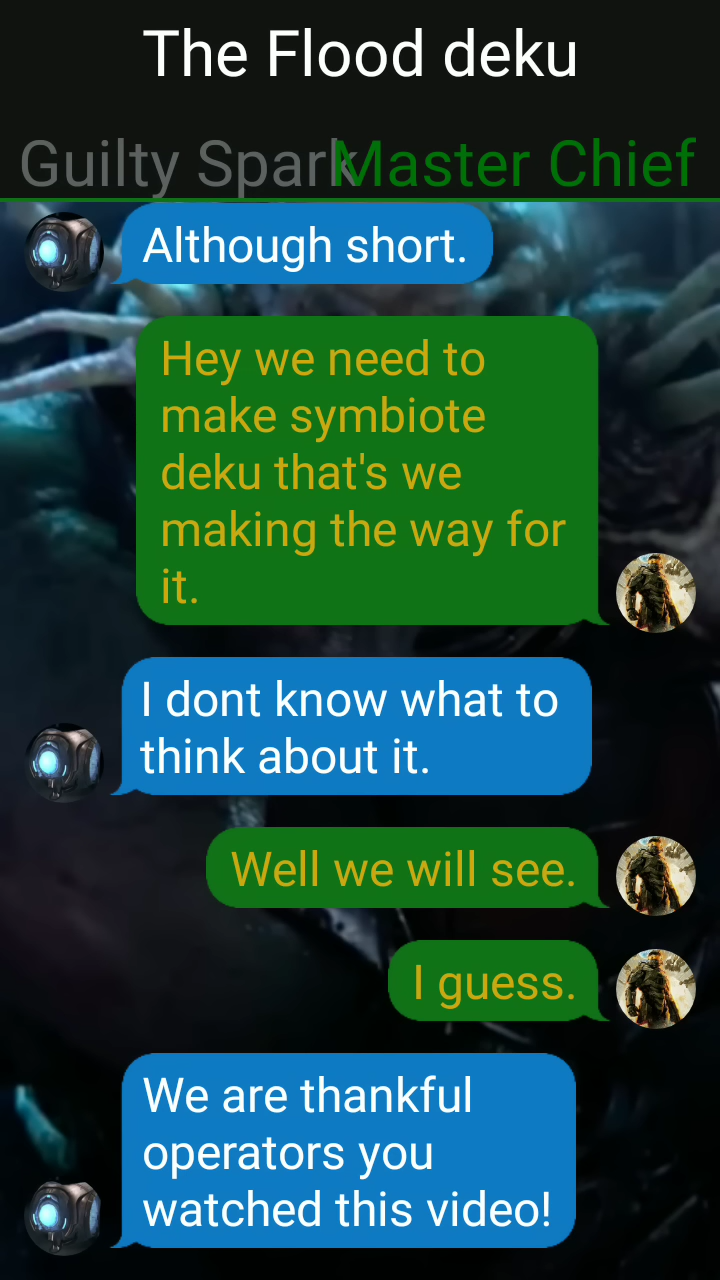 The Flood deku
Guilty Spark Master Chief
Although short.
Hey we need to
make symbiote
deku that's we
making the way for
it.
I dont know what to
think about it.
Well we will see.
I guess.
We are thankful
operators you
watched this video!